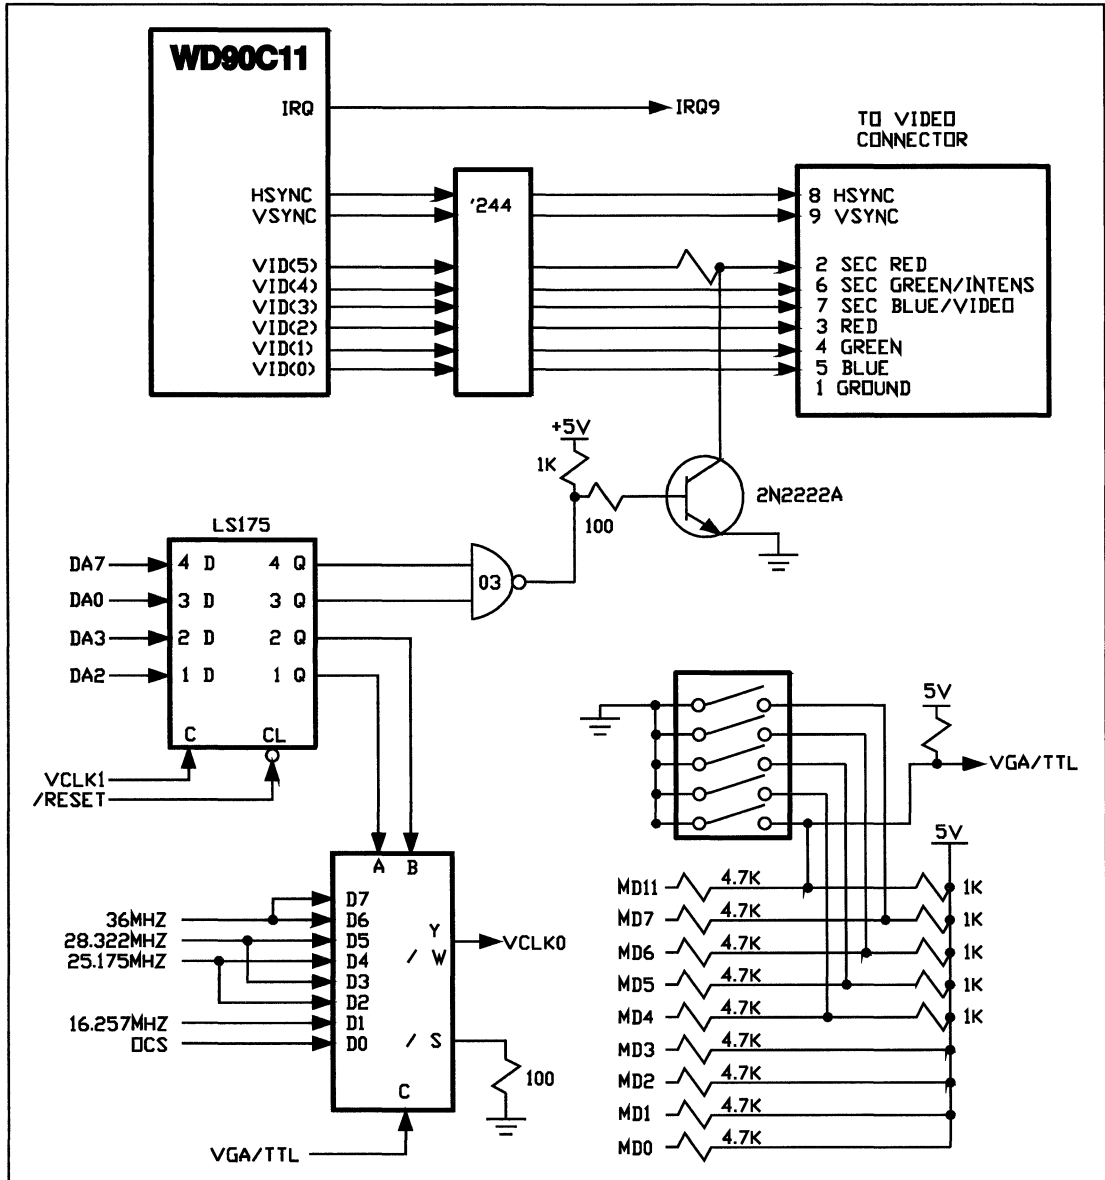 WD90C11
IRQ
IRQ9
TO VIDEO
CONNECTOR
HSYNC
VSYNC
'244
8 HSYNC
9 VSYNC
VID(5)
VID(4)
VID(3)
VID(2)
VID(1)
VID(0)
2 SEC RED
6 SEC GREEN/INTENS
7 SEC BLUE/VIDEO
3 RED
4 GREEN
5 BLUE
1 GROUND
+5V
1K
100
2N2222A
LS175
DA7
DA0
DA3
DA2
4 D 4 Q
3 D 3 Q
2 D 2 Q
1 D 1 Q
C CL
03
VCLK1
/RESET
5V
VGA/TTL
5V
A B
D7
D6
D5
D4
D3
D2
D1
D0
36MHZ
28.322MHZ
25.175MHZ
16.257MHZ
OCS
Y
/ W
/ S
C
VCLK0
100
VGA/TTL
MD11 4.7K 1K
MD7 4.7K 1K
MD6 4.7K 1K
MD5 4.7K 1K
MD4 4.7K 1K
MD3 4.7K
MD2 4.7K
MD1 4.7K
MD0 4.7K